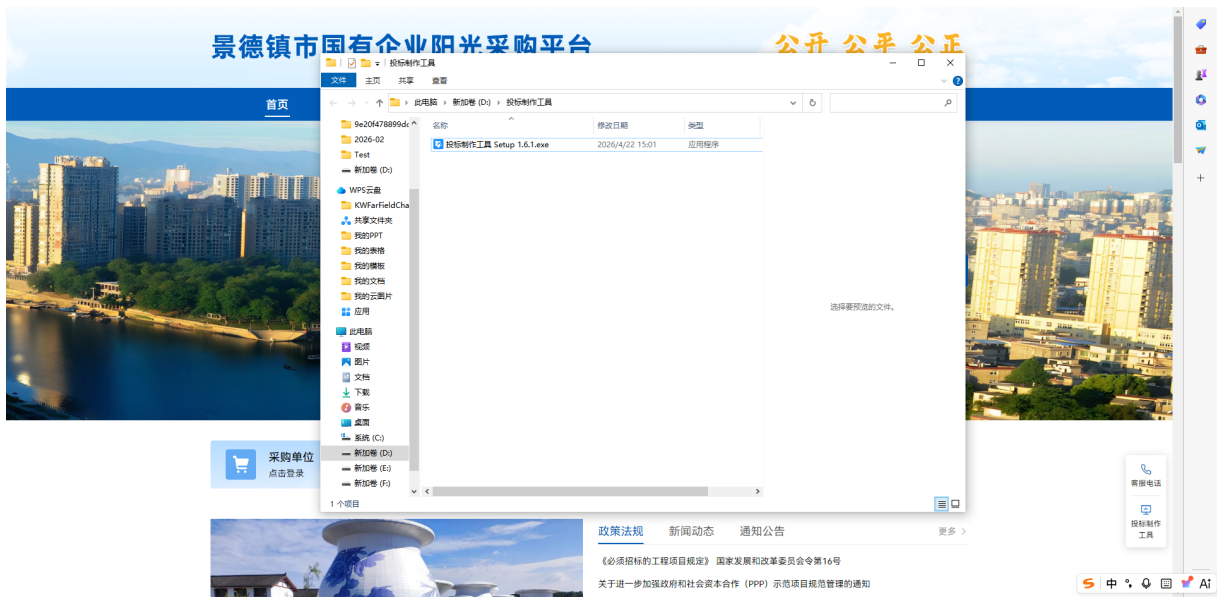 景德镇市国有企业阳光采购平台
公开 公平 公正
首页
投标制作工具
文件 主页 共享 查看
此电脑 › 新加卷 (D:) › 投标制作工具
名称 修改日期 类型
投标制作工具 Setup 1.6.1.exe 2026/4/22 15:01 应用程序
9e20f478899dc
2026-02
Test
新加卷 (D:)
WPS云盘
KWFarFieldCha
共享文件夹
我的PPT
我的表格
我的模板
我的文档
我的云图片
应用
此电脑
视频
图片
文档
下载
音乐
桌面
系统 (C:)
新加卷 (D:)
新加卷 (E:)
新加卷 (F:)
选择要预览的文件。
1 个项目
采购单位
点击登录
客服电话
投标制作
工具
政策法规 新闻动态 通知公告 更多 ›
《必须招标的工程项目规定》 国家发展和改革委员会令第16号
关于进一步加强政府和社会资本合作（PPP）示范项目规范管理的通知
中